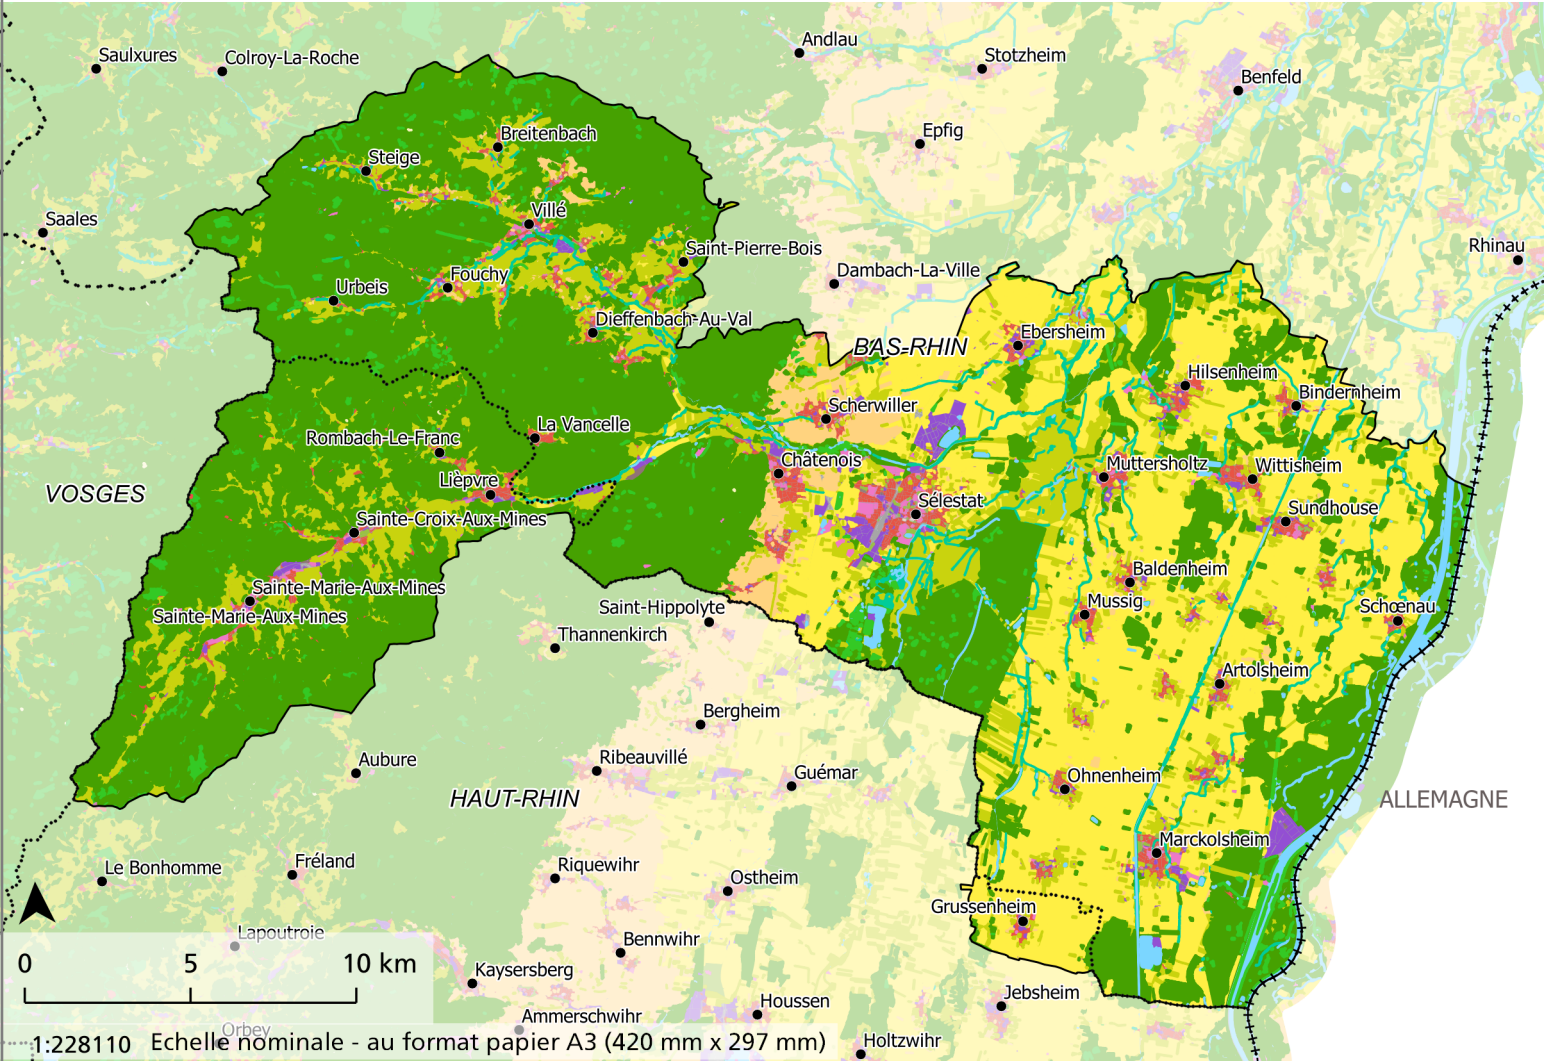 Andlau
Saulxures
Colroy-La-Roche
Stotzheim
Benfeld
Epfig
Breitenbach
Steige
Villé
Saales
Saint-Pierre-Bois
Rhinau
Dambach-La-Ville
Fouchy
Urbeis
Dieffenbach-Au-Val
Ebersheim
BAS-RHIN
Hilsenheim
Bindernheim
Scherwiller
La Vancelle
Rombach-Le-Franc
Châtenois
Muttersholtz
Wittisheim
Lièpvre
VOSGES
Sélestat
Sundhouse
Sainte-Croix-Aux-Mines
Baldenheim
Sainte-Marie-Aux-Mines
Mussig
Saint-Hippolyte
Schœnau
Sainte-Marie-Aux-Mines
Thannenkirch
Artolsheim
Bergheim
Aubure
Ribeauvillé
Guémar
Ohnenheim
HAUT-RHIN
ALLEMAGNE
Marckolsheim
Le Bonhomme
Fréland
Riquewihr
Ostheim
Grussenheim
Lapoutroie
Bennwihr
0 5 10 km
Kaysersberg
Jebsheim
Houssen
Ammerschwihr
Orbey
1:228110 Echelle nominale - au format papier A3 (420 mm x 297 mm)
Holtzwihr